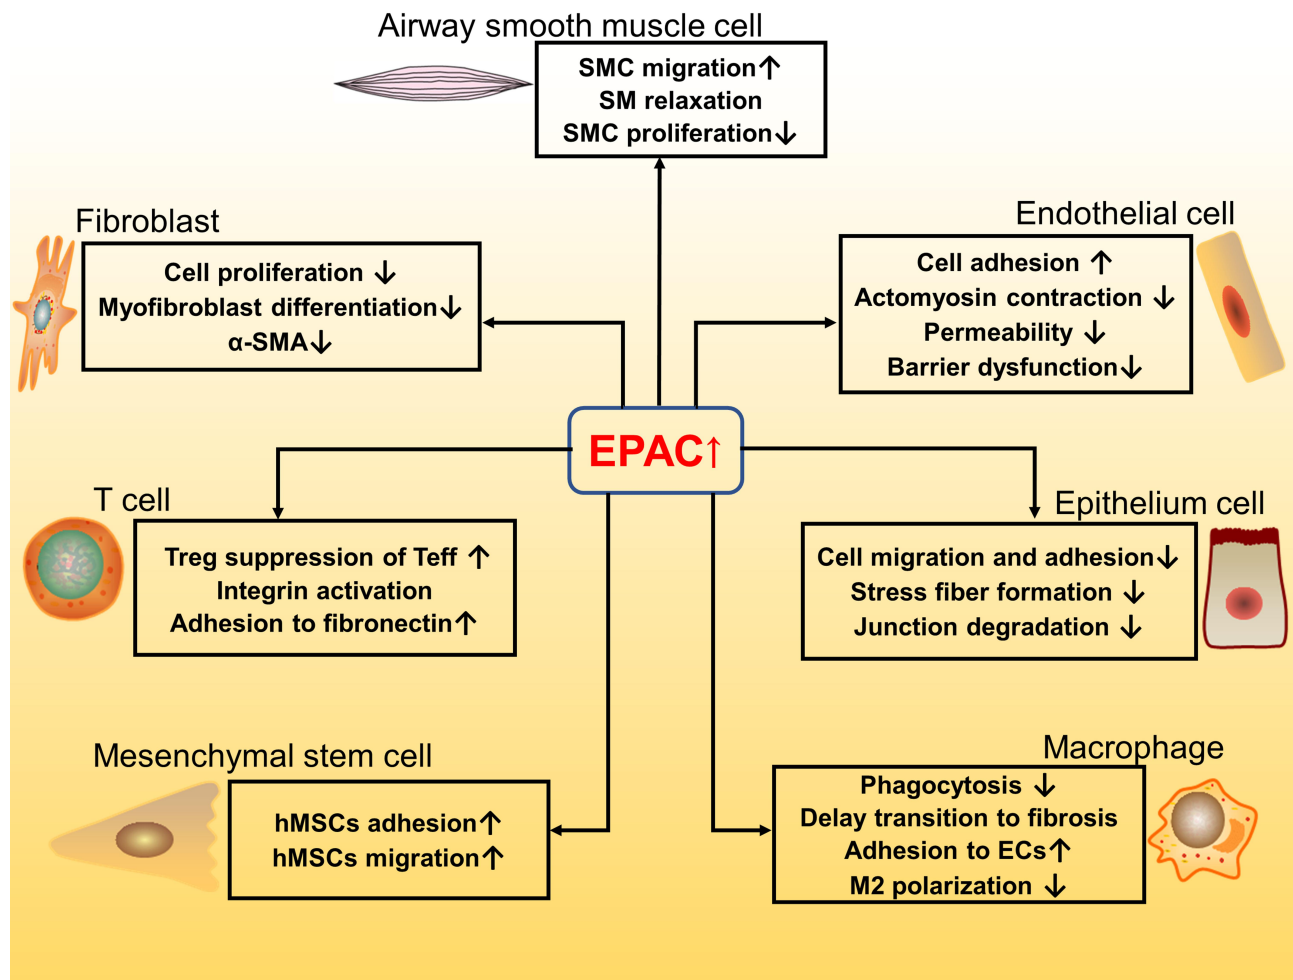 Airway smooth muscle cell
SMC migration↑
SM relaxation
SMC proliferation↓
Fibroblast
Cell proliferation ↓
Myofibroblast differentiation↓
α-SMA↓
Endothelial cell
Cell adhesion ↑
Actomyosin contraction ↓
Permeability ↓
Barrier dysfunction↓
EPAC↑
T cell
Treg suppression of Teff ↑
Integrin activation
Adhesion to fibronectin↑
Epithelium cell
Cell migration and adhesion↓
Stress fiber formation ↓
Junction degradation ↓
Mesenchymal stem cell
hMSCs adhesion↑
hMSCs migration↑
Macrophage
Phagocytosis ↓
Delay transition to fibrosis
Adhesion to ECs↑
M2 polarization ↓